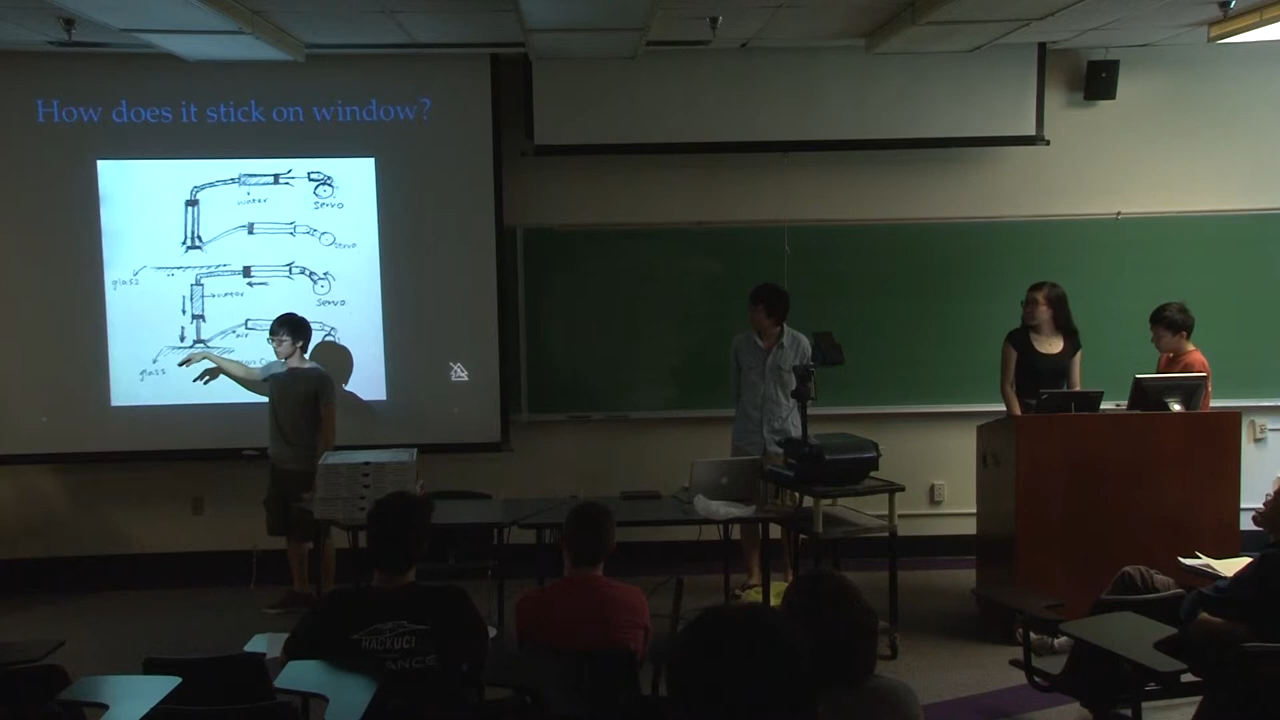 How does it stick on window?
water
servo
servo
glass
water
servo
air
glass
HACKUCI